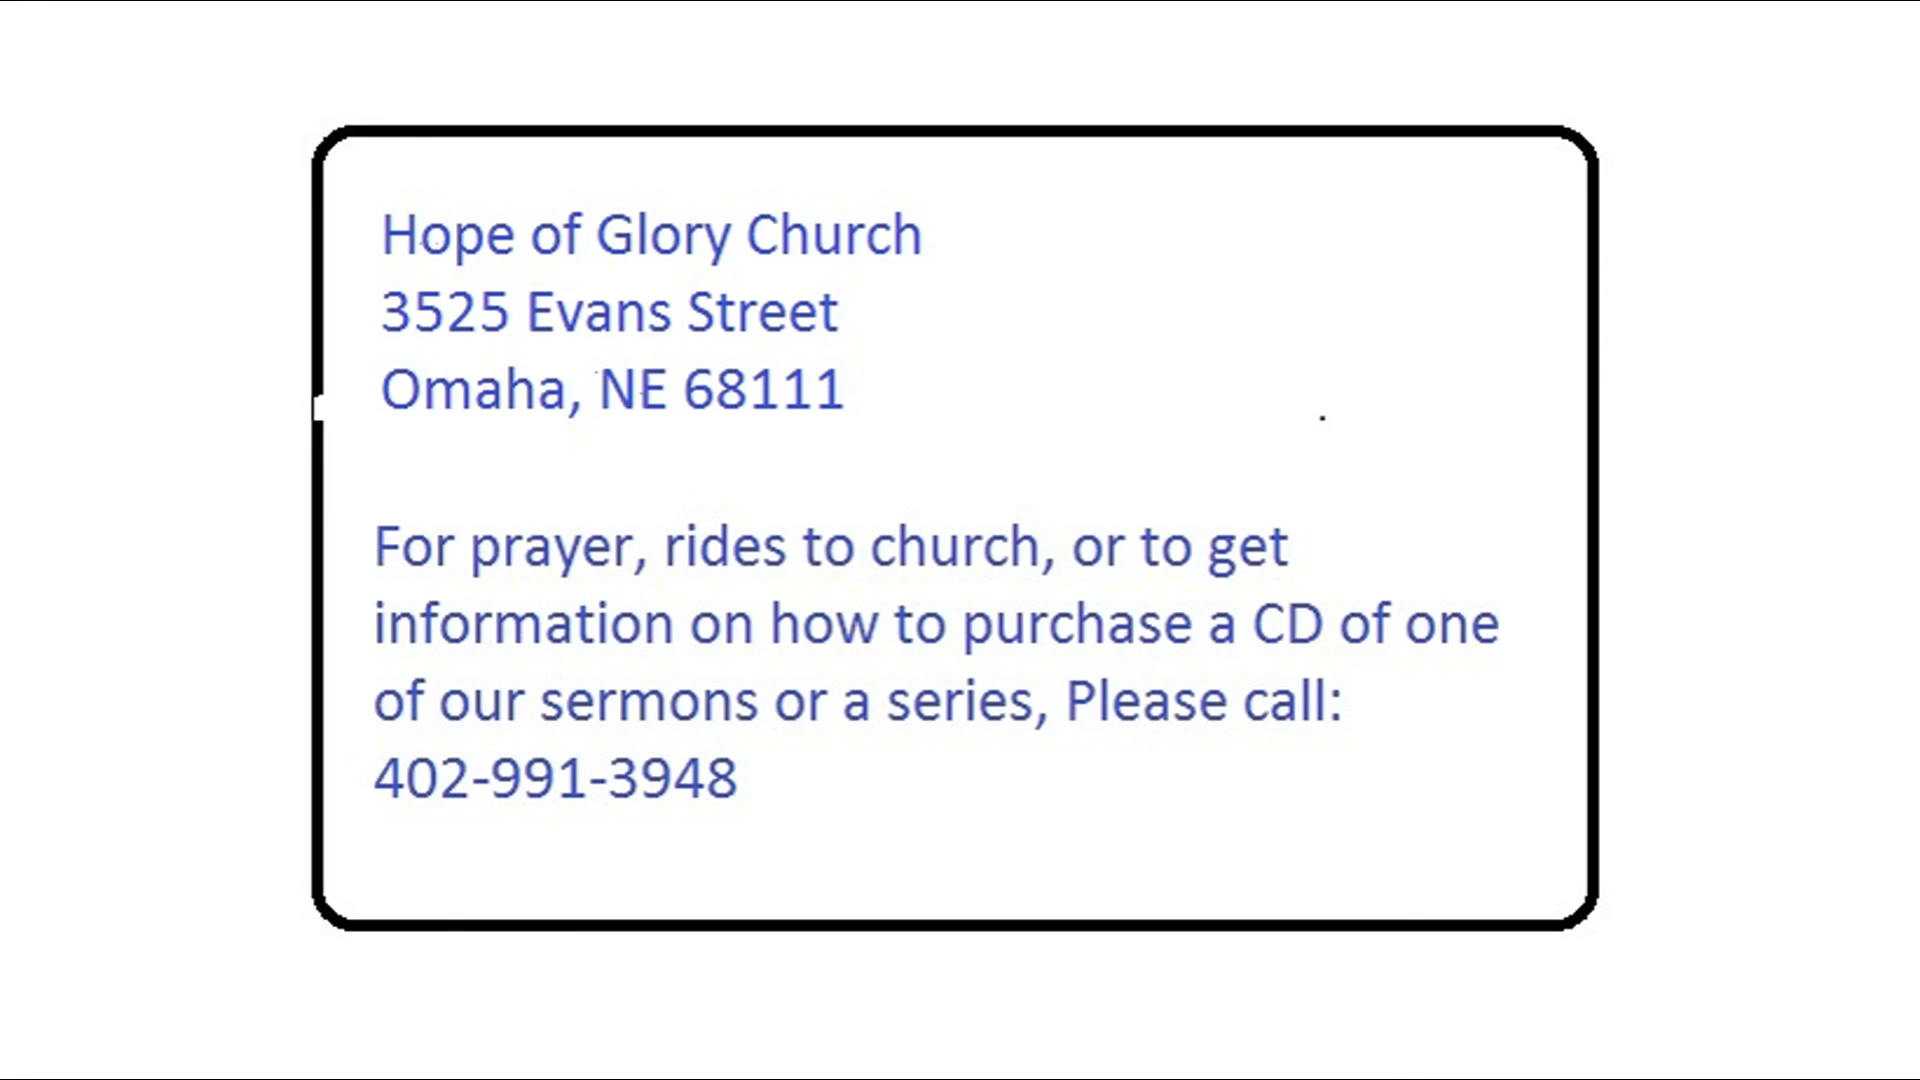 Hope of Glory Church
3525 Evans Street
Omaha, NE 68111
For prayer, rides to church, or to get
information on how to purchase a CD of one
of our sermons or a series, Please call:
402-991-3948